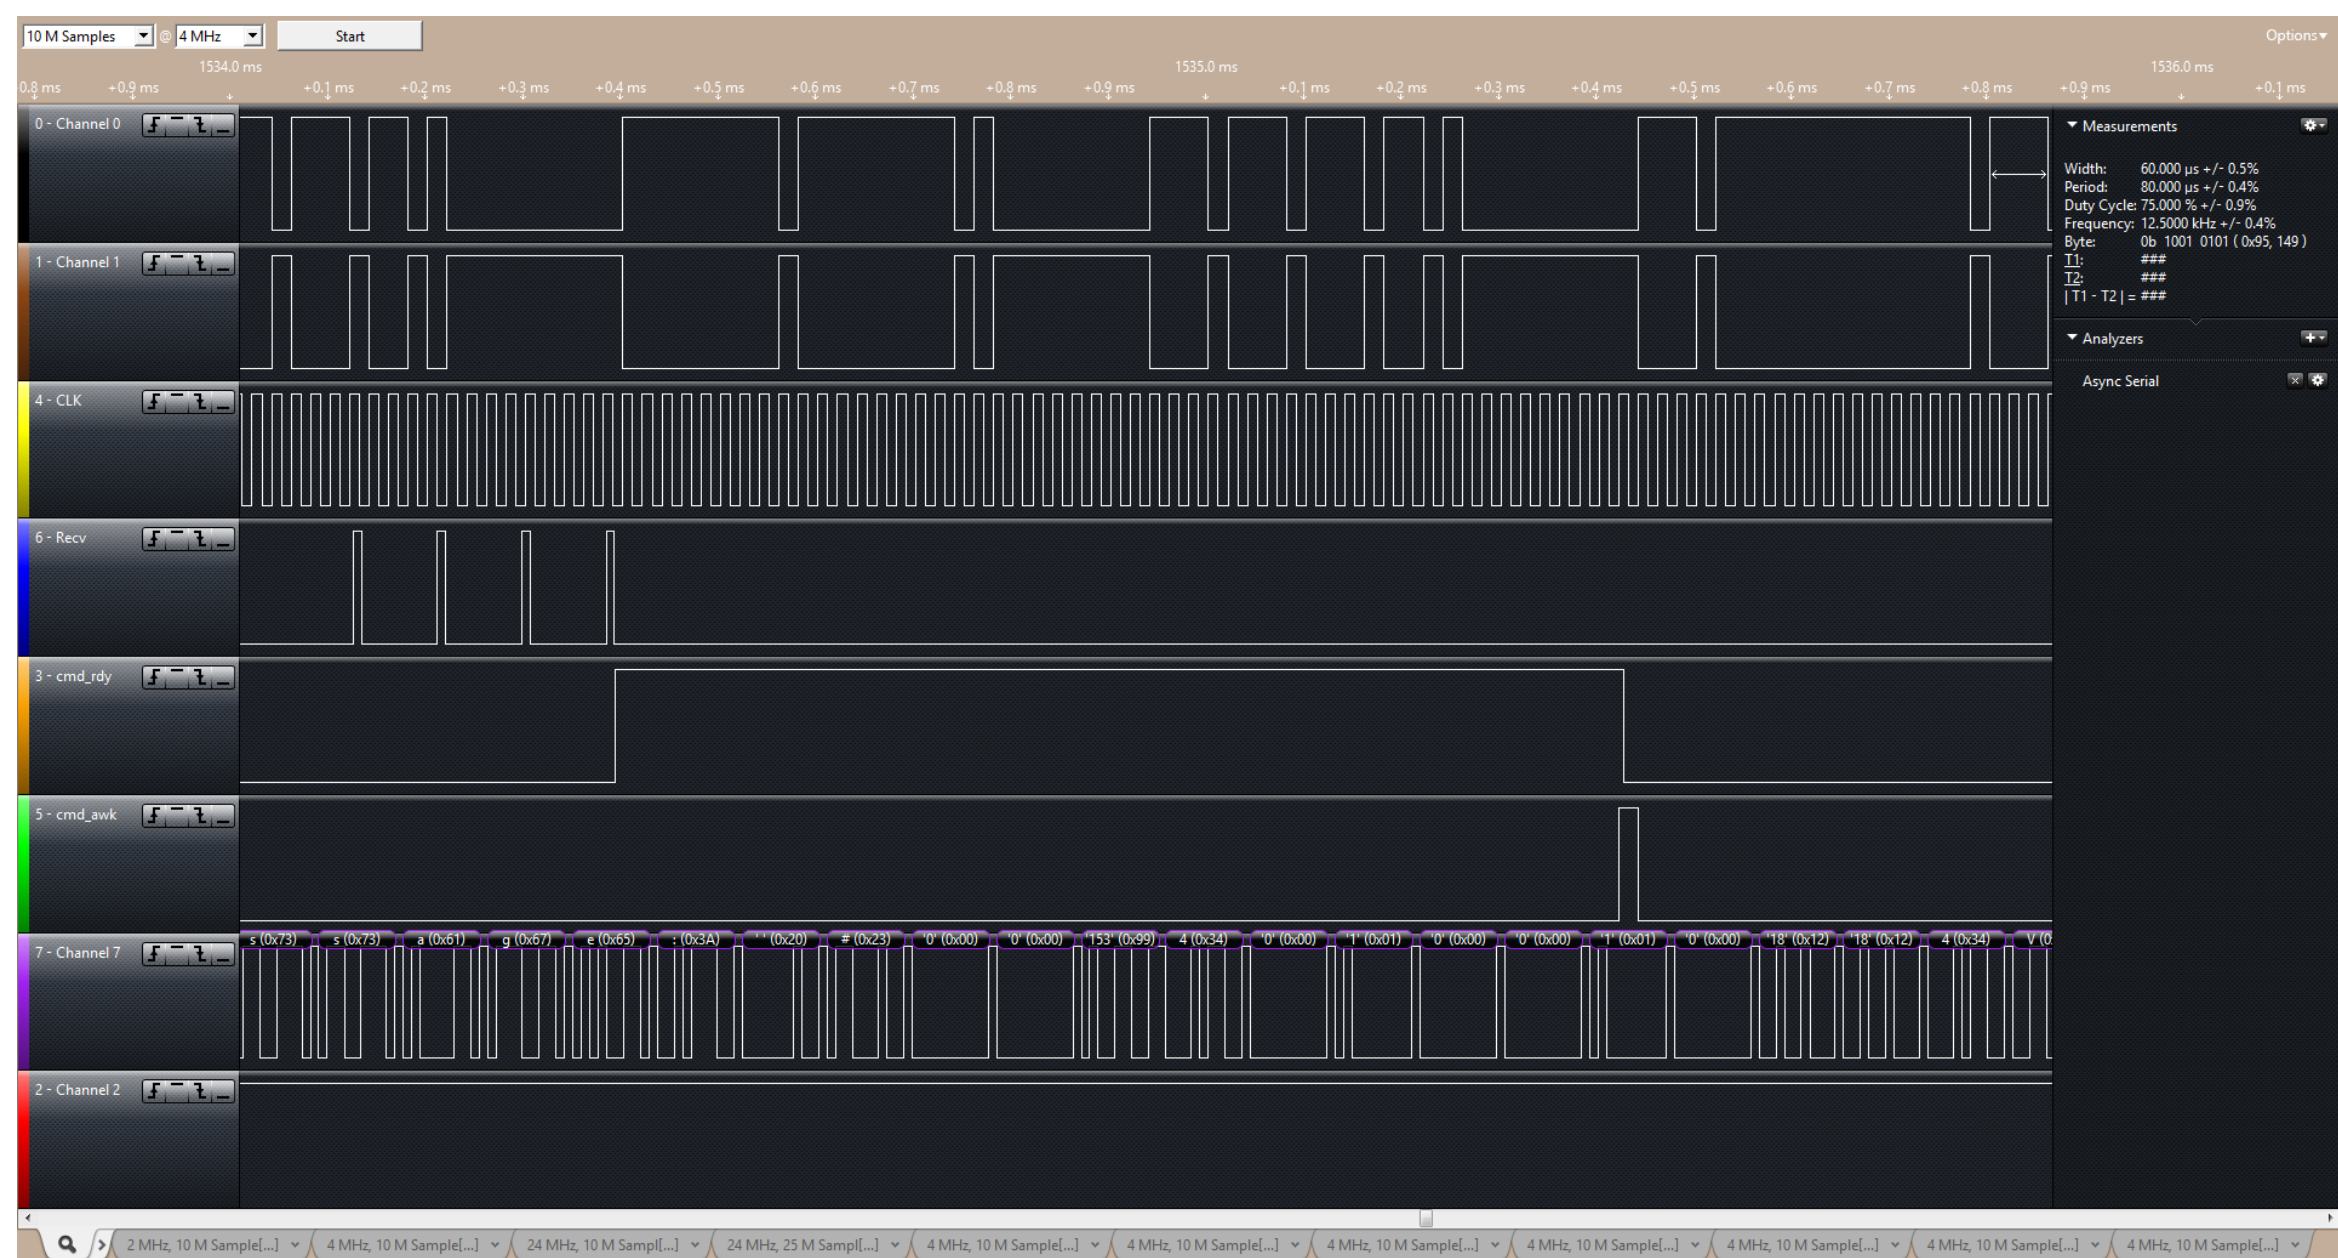 10 M Samples @ 4 MHz Start Options
1534.0 ms 1535.0 ms 1536.0 ms
0.8 ms +0.9 ms +0.1 ms +0.2 ms +0.3 ms +0.4 ms +0.5 ms +0.6 ms +0.7 ms +0.8 ms +0.9 ms +0.1 ms +0.2 ms +0.3 ms +0.4 ms +0.5 ms +0.6 ms +0.7 ms +0.8 ms +0.9 ms +0.1 ms
0 - Channel 0
1 - Channel 1
4 - CLK
6 - Recv
3 - cmd_rdy
5 - cmd_awk
s (0x73) s (0x73) a (0x61) g (0x67) e (0x65) : (0x3A) ' ' (0x20) # (0x23) '0' (0x00) '0' (0x00) '153' (0x99) 4 (0x34) '0' (0x00) '1' (0x01) '0' (0x00) '0' (0x00) '1' (0x01) '0' (0x00) '18' (0x12) '18' (0x12) 4 (0x34) V (0
7 - Channel 7
2 - Channel 2
Measurements
Width: 60.000 µs +/- 0.5%
Period: 80.000 µs +/- 0.4%
Duty Cycle: 75.000 % +/- 0.9%
Frequency: 12.5000 kHz +/- 0.4%
Byte: 0b 1001 0101 ( 0x95, 149 )
T1: ###
T2: ###
| T1 - T2 | = ###
Analyzers
Async Serial
2 MHz, 10 M Sample[...] 4 MHz, 10 M Sample[...] 24 MHz, 10 M Sampl[...] 24 MHz, 25 M Sampl[...] 4 MHz, 10 M Sample[...] 4 MHz, 10 M Sample[...] 4 MHz, 10 M Sample[...] 4 MHz, 10 M Sample[...] 4 MHz, 10 M Sample[...] 4 MHz, 10 M Sample[...] 4 MHz, 10 M Sample[...]